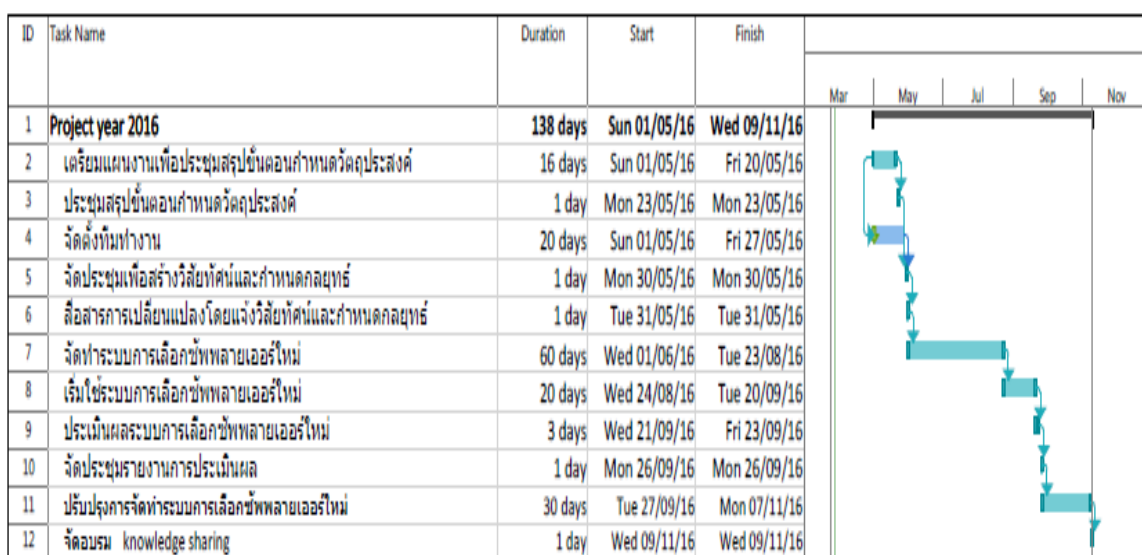 ID Task Name Duration Start Finish
Mar May Jul Sep Nov
1 Project year 2016 138 days Sun 01/05/16 Wed 09/11/16
2 เตรียมแผนงานเพื่อประชุมสรุปขั้นตอนกำหนดวัตถุประสงค์ 16 days Sun 01/05/16 Fri 20/05/16
3 ประชุมสรุปขั้นตอนกำหนดวัตถุประสงค์ 1 day Mon 23/05/16 Mon 23/05/16
4 จัดตั้งทีมทำงาน 20 days Sun 01/05/16 Fri 27/05/16
5 จัดประชุมเพื่อสร้างวิสัยทัศน์และกำหนดกลยุทธ์ 1 day Mon 30/05/16 Mon 30/05/16
6 สื่อสารการเปลี่ยนแปลงโดยแจ้งวิสัยทัศน์และกำหนดกลยุทธ์ 1 day Tue 31/05/16 Tue 31/05/16
7 จัดทำระบบการเลือกซัพพลายเออร์ใหม่ 60 days Wed 01/06/16 Tue 23/08/16
8 เริ่มใช้ระบบการเลือกซัพพลายเออร์ใหม่ 20 days Wed 24/08/16 Tue 20/09/16
9 ประเมินผลระบบการเลือกซัพพลายเออร์ใหม่ 3 days Wed 21/09/16 Fri 23/09/16
10 จัดประชุมรายงานการประเมินผล 1 day Mon 26/09/16 Mon 26/09/16
11 ปรับปรุงการจัดทำระบบการเลือกซัพพลายเออร์ใหม่ 30 days Tue 27/09/16 Mon 07/11/16
12 จัดอบรม knowledge sharing 1 day Wed 09/11/16 Wed 09/11/16